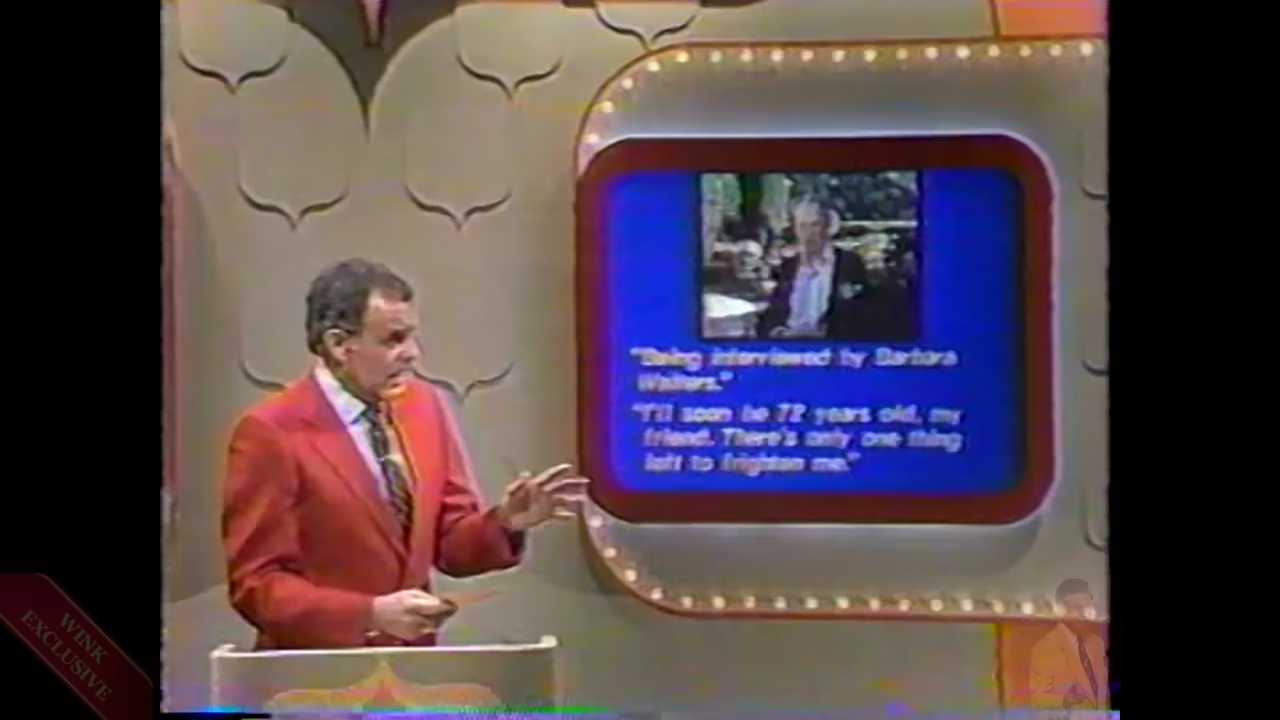 "Being interviewed by Barbara
Walters."
"I'll soon be 72 years old, my
friend. There's only one thing
left to frighten me."
WINK
EXCLUSIVE